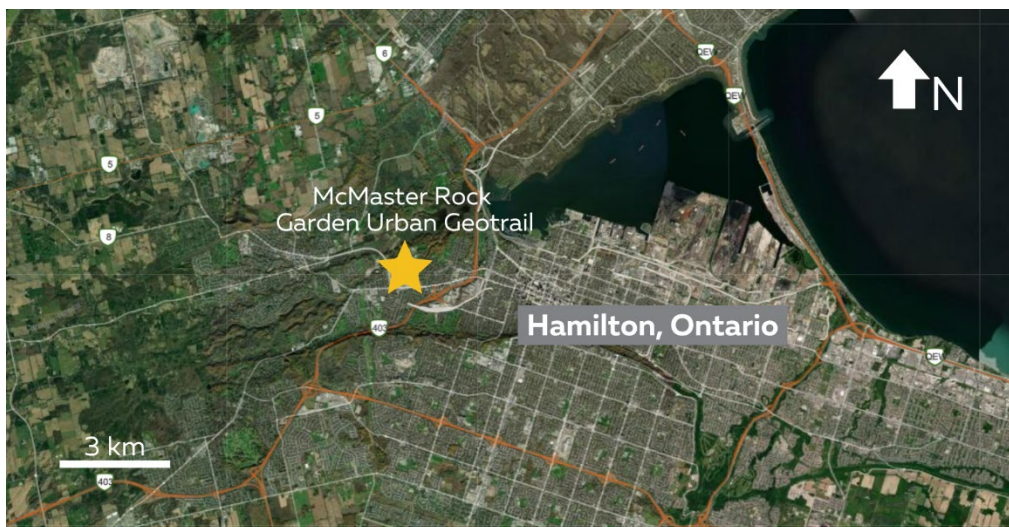 6
QEW
QEW
N
5
5
McMaster Rock
Garden Urban Geotrail
8
Hamilton, Ontario
403
QEW
3 km
403